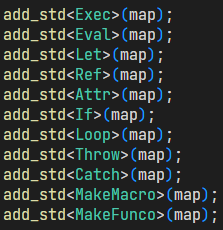 add_std<Exec>(map);
add_std<Eval>(map);
add_std<Let>(map);
add_std<Ref>(map);
add_std<Attr>(map);
add_std<If>(map);
add_std<Loop>(map);
add_std<Throw>(map);
add_std<Catch>(map);
add_std<MakeMacro>(map);
add_std<MakeFunco>(map);